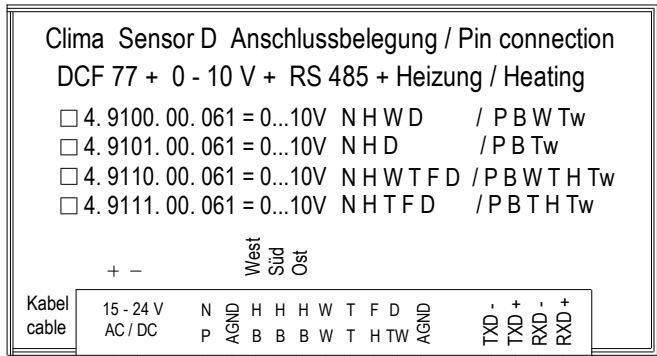 Clima Sensor D Anschlussbelegung / Pin connection
DCF 77 + 0 - 10 V + RS 485 + Heizung / Heating
□ 4. 9100. 00. 061 = 0...10V N H W D / P B W Tw
□ 4. 9101. 00. 061 = 0...10V N H D / P B Tw
□ 4. 9110. 00. 061 = 0...10V N H W T F D / P B W T H Tw
□ 4. 9111. 00. 061 = 0...10V N H T F D / P B T H Tw
+ − West Süd Ost
Kabel 15 - 24 V N AGND H H H W T F D AGND TXD - TXD + RXD - RXD +
cable AC / DC P B B B W T H TW